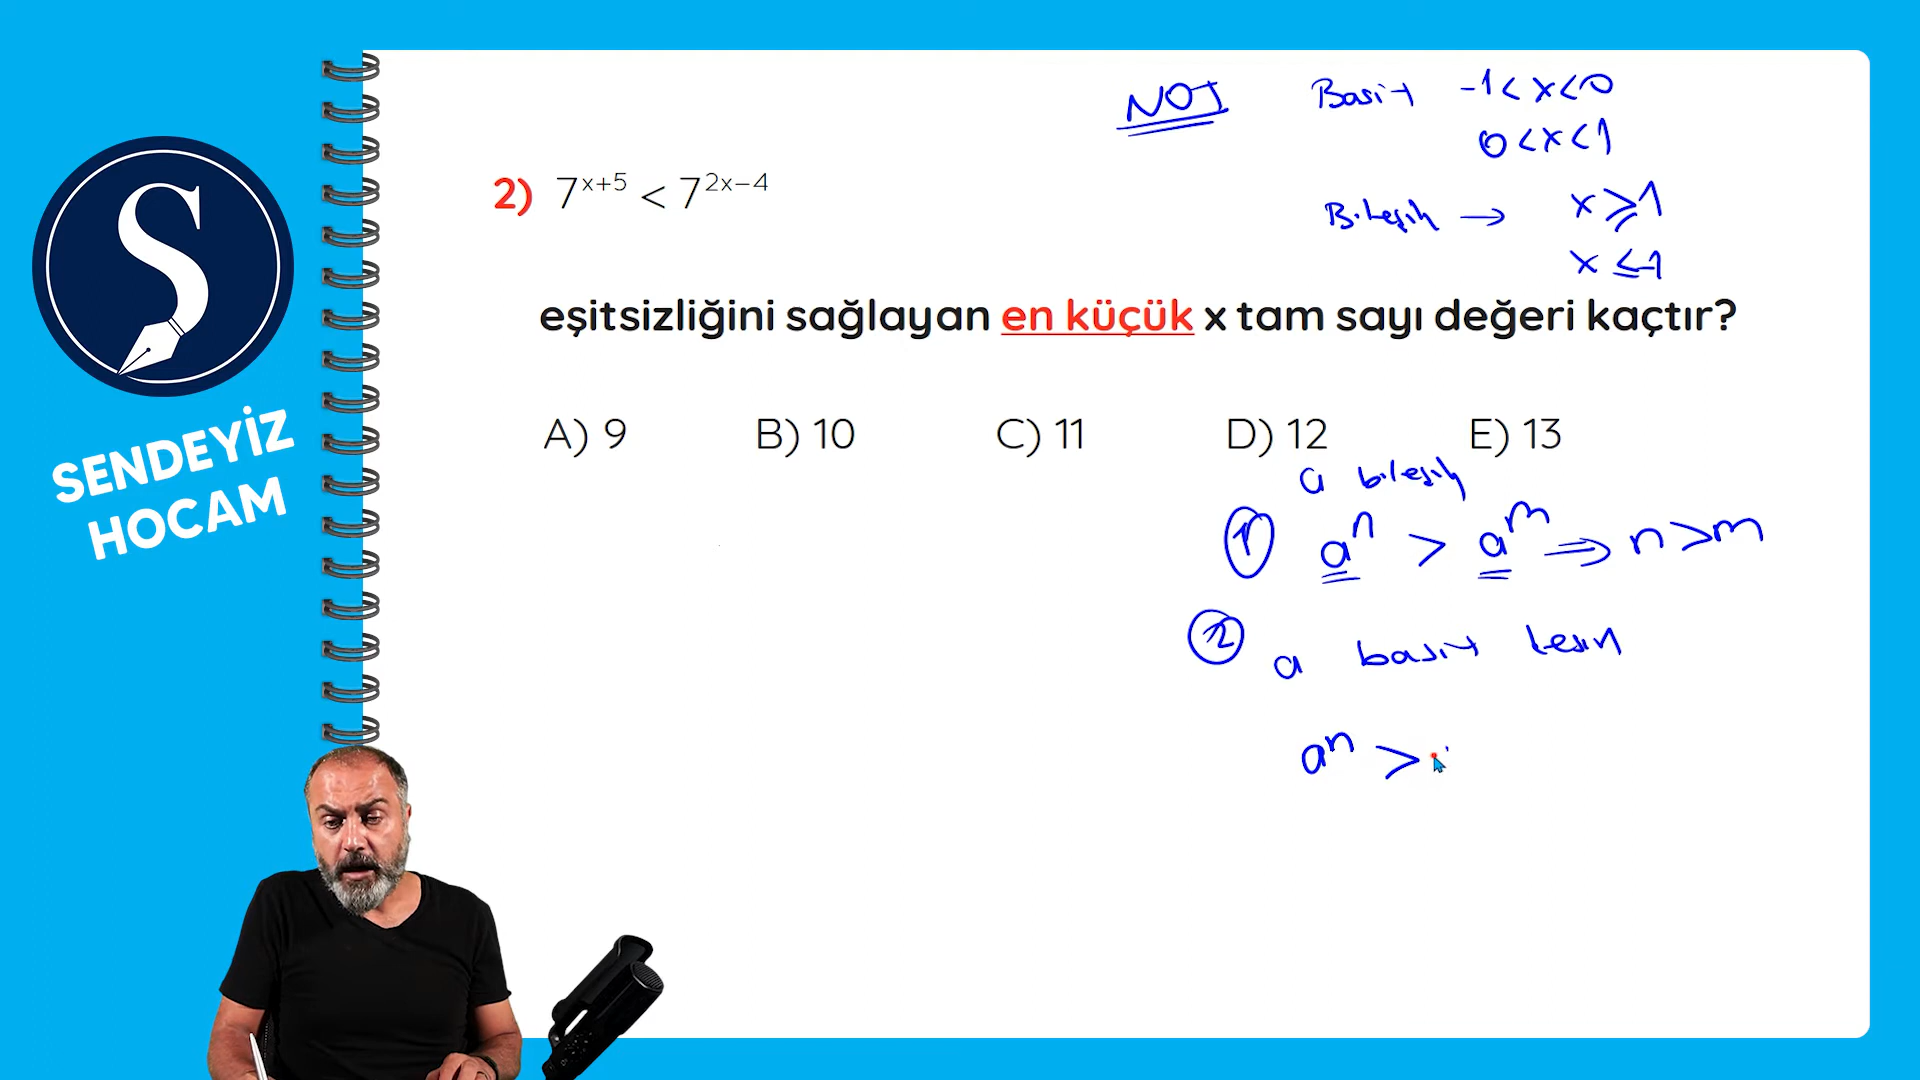 SENDEYİZ
HOCAM
NOT
Basit -1 < x < 0
0 < x < 1
2) 7^{x+5} < 7^{2x-4}
Bileşik → x ≥ 1
x ≤ -1
eşitsizliğini sağlayan en küçük x tam sayı değeri kaçtır?
A) 9 B) 10 C) 11 D) 12 E) 13
a bileşik
① a^n > a^m ⇒ n > m
② a basit kesir
a^n >